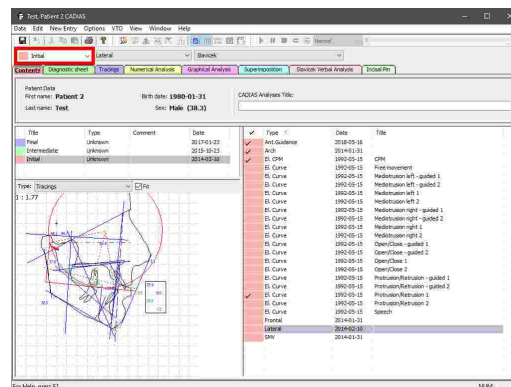 Test, Patient 2 CADIAS
Data Edit New Entry Options VTO View Window Help
Normal
Initial Lateral Slavicek
Contents Diagnostic sheet Tracings Numerical Analysis Graphical Analysis Superimposition Slavicek Verbal Analysis Incisal Pin
Patient Data
First name: Patient 2 Birth date: 1980-01-31 CADIAS Analyses Title:
Last name: Test Sex: Male (38.3)
Title Type Comment Date
Final Unknown 2017-01-23
Intermediate Unknown 2015-10-23
Initial Unknown 2014-02-10
Type: Tracings Fit
1 : 1.77
Type Date Title
Ant.Guidance 2018-05-16
Arch 2014-01-31
El. CPM 1992-05-15 CPM
El. Curve 1992-05-15 Free movement
El. Curve 1992-05-15 Mediotrusion left - guided 1
El. Curve 1992-05-15 Mediotrusion left - guided 2
El. Curve 1992-05-15 Mediotrusion left 1
El. Curve 1992-05-15 Mediotrusion left 2
El. Curve 1992-05-15 Mediotrusion right - guided 1
El. Curve 1992-05-15 Mediotrusion right - guided 2
El. Curve 1992-05-15 Mediotrusion right 1
El. Curve 1992-05-15 Mediotrusion right 2
El. Curve 1992-05-15 Open/Close - guided 1
El. Curve 1992-05-15 Open/Close - guided 2
El. Curve 1992-05-15 Open/Close 1
El. Curve 1992-05-15 Open/Close 2
El. Curve 1992-05-15 Protrusion/Retrusion - guided 1
El. Curve 1992-05-15 Protrusion/Retrusion - guided 2
El. Curve 1992-05-15 Protrusion/Retrusion 1
El. Curve 1992-05-15 Protrusion/Retrusion 2
El. Curve 1992-05-15 Speech
Frontal 2014-01-31
Lateral 2014-02-10
SMV 2014-01-31
For Help, press F1 NUM